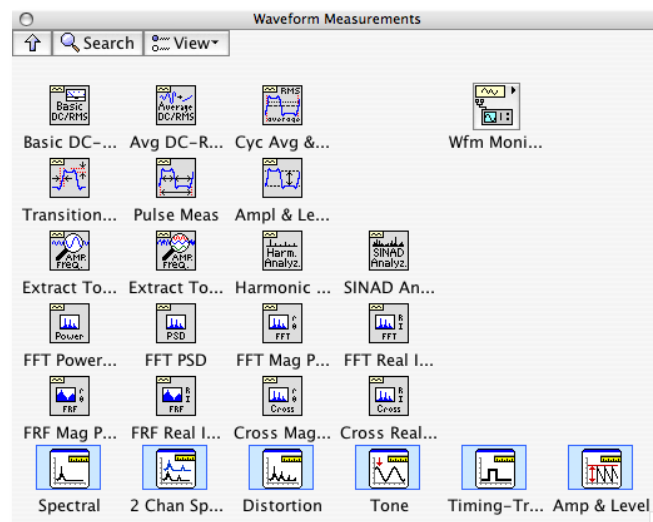 Waveform Measurements
Search View
Basic DC/RMS Average DC/RMS RMS average
Basic DC-... Avg DC-R... Cyc Avg &... Wfm Moni...
Transition... Pulse Meas Ampl & Le...
AMP. FREQ. AMP. FREQ. Harm. Analyz. SINAD Analyz.
Extract To... Extract To... Harmonic ... SINAD An...
Power PSD r θ FFT R I FFT
FFT Power... FFT PSD FFT Mag P... FFT Real I...
r θ FRF R I FRF r θ Cross R I Cross
FRF Mag P... FRF Real I... Cross Mag... Cross Real...
Spectral 2 Chan Sp... Distortion Tone Timing-Tr... Amp & Level